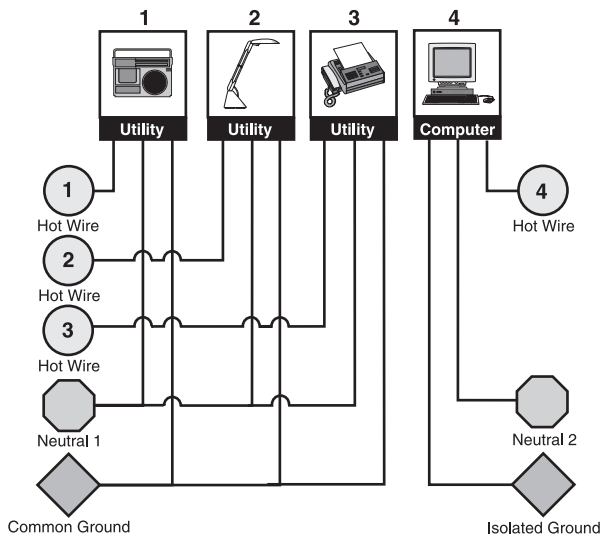 1 2 3 4
Utility Utility Utility Computer
1 4
Hot Wire Hot Wire
2
Hot Wire
3
Hot Wire
Neutral 1 Neutral 2
Common Ground Isolated Ground